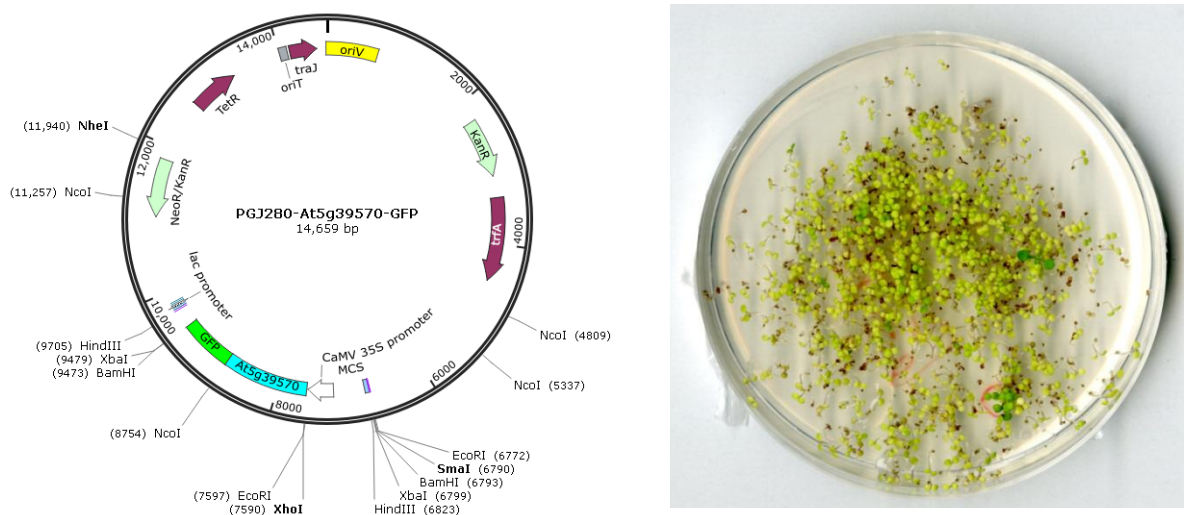 14,000
oriV
traJ
oriT
2000
TetR
(11,940) NheI
12,000
KanR
(11,257) NcoI
NeoR/KanR
PGJ2B0-At5g39570-GFP
14,659 bp
trfA
4000
lac promoter
10,000
(9705) HindIII
(9479) XbaI
(9473) BamHI
GFP
At5g39570
CaMV 35S promoter
MCS
6000
NcoI (4809)
NcoI (5337)
8000
(8754) NcoI
EcoRI (6772)
SmaI (6790)
BamHI (6793)
XbaI (6799)
HindIII (6823)
(7597) EcoRI
(7590) XhoI